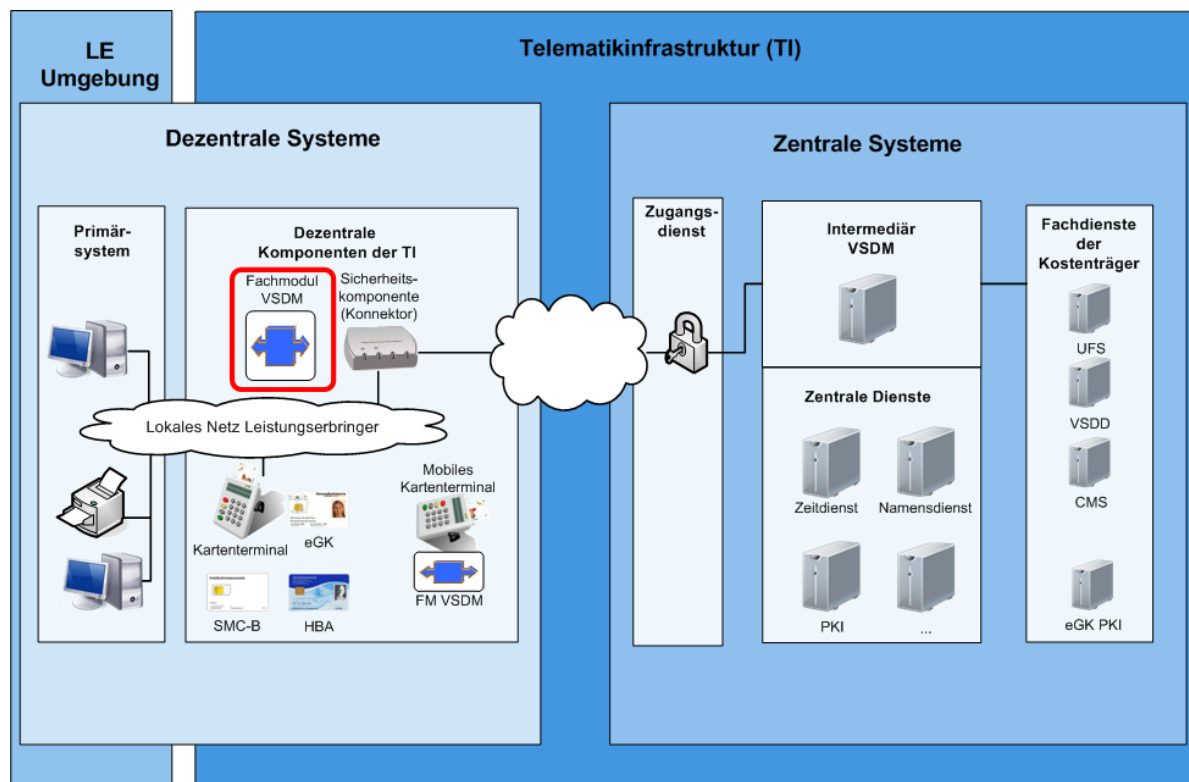 LE
Umgebung
Telematikinfrastruktur (TI)
Dezentrale Systeme
Zentrale Systeme
Primär-
system
Dezentrale
Komponenten der TI
Fachmodul
VSDM
Sicherheits-
komponente
(Konnektor)
Lokales Netz Leistungserbringer
Kartenterminal
eGK
Mobiles
Kartenterminal
SMC-B
HBA
FM VSDM
Zugangs-
dienst
Intermediär
VSDM
Zentrale Dienste
Zeitdienst
Namensdienst
PKI
...
Fachdienste
der
Kostenträger
UFS
VSDD
CMS
eGK PKI